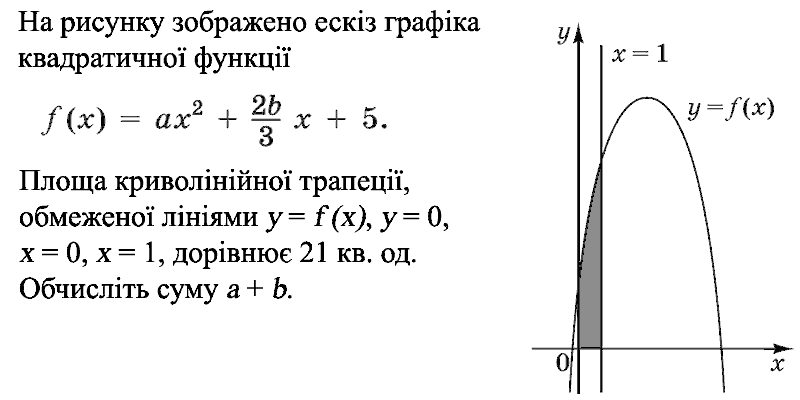 На рисунку зображено ескіз графіка
квадратичної функції
f(x) = ax² + \frac{2b}{3} x + 5.
Площа криволінійної трапеції,
обмеженої лініями y = f(x), y = 0,
x = 0, x = 1, дорівнює 21 кв. од.
Обчисліть суму a + b.
y
x = 1
y = f(x)
0
x